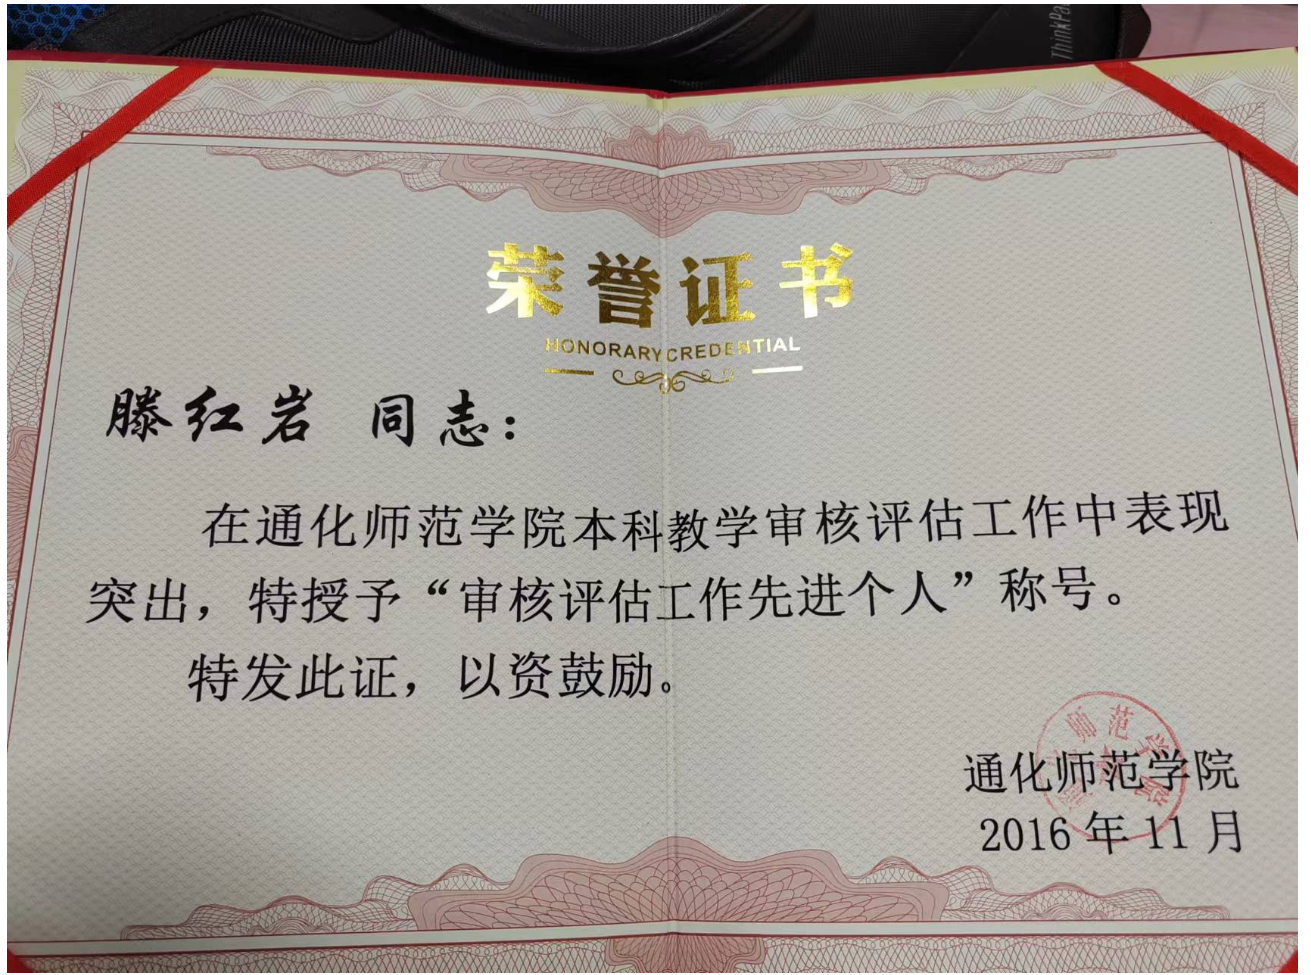 ThinkPa
荣誉证书
HONORARY CREDENTIAL
滕红岩 同志：
在通化师范学院本科教学审核评估工作中表现
突出，特授予“审核评估工作先进个人”称号。
特发此证，以资鼓励。
师范学院
通化师范学院
2016年11月